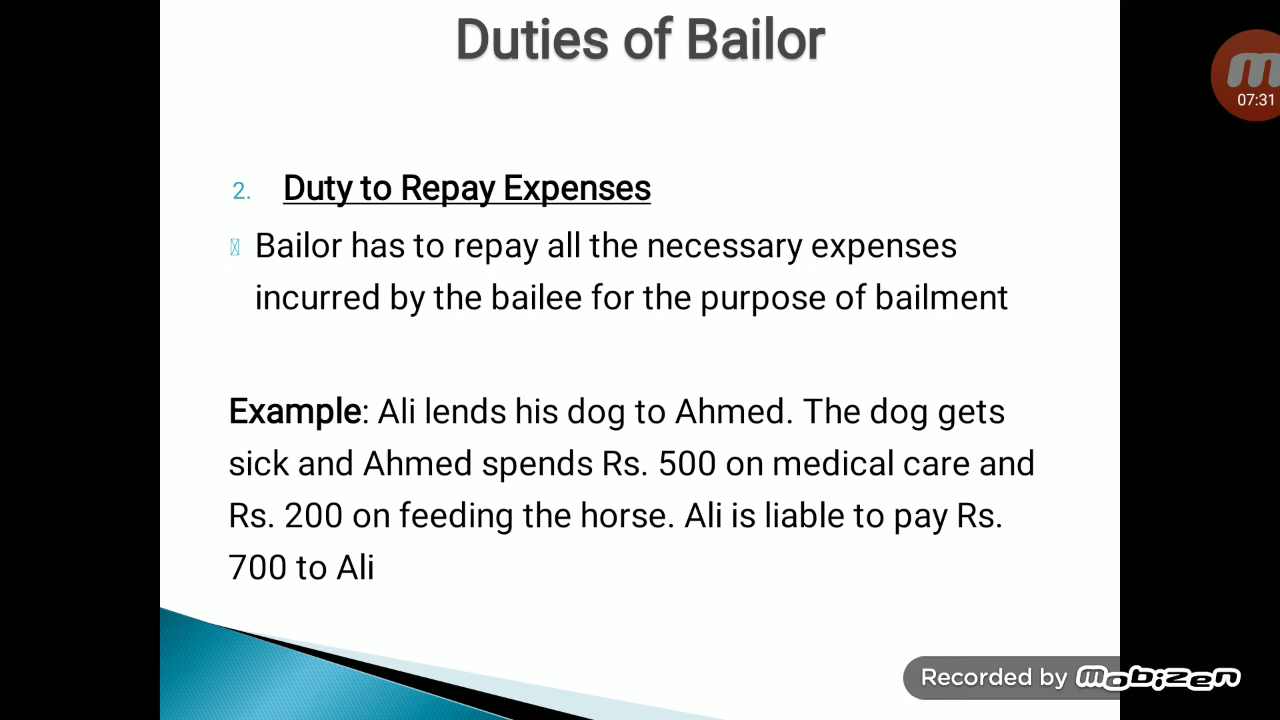 Duties of Bailor
07:31
2. Duty to Repay Expenses
Bailor has to repay all the necessary expenses
incurred by the bailee for the purpose of bailment
Example: Ali lends his dog to Ahmed. The dog gets
sick and Ahmed spends Rs. 500 on medical care and
Rs. 200 on feeding the horse. Ali is liable to pay Rs.
700 to Ali
Recorded by mobizen